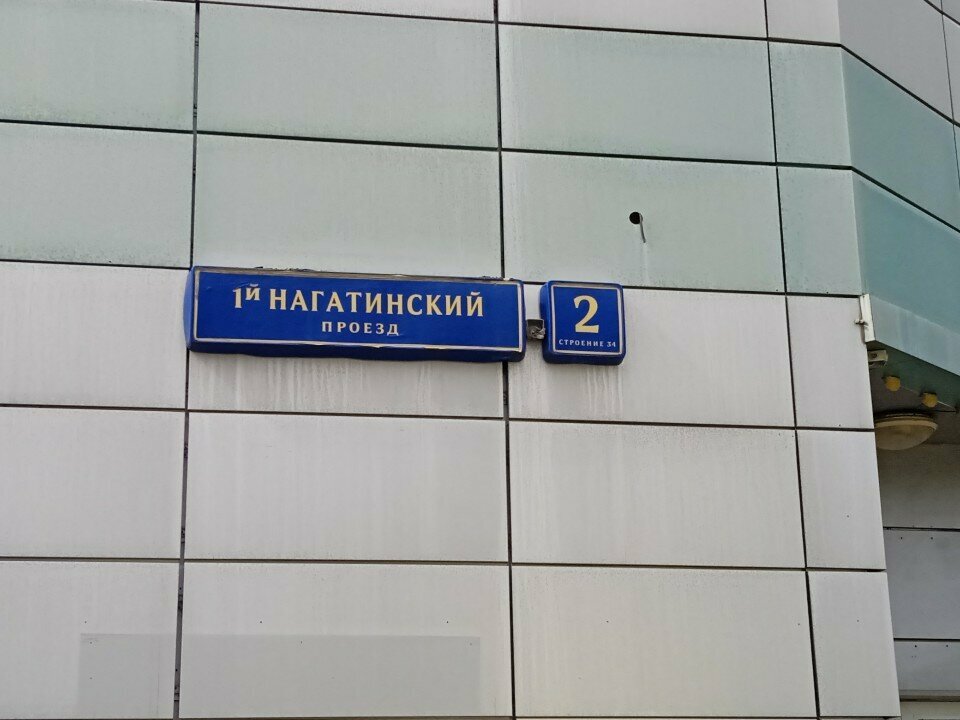 1й НАГАТИНСКИЙ
ПРОЕЗД
2
СТРОЕНИЕ 34